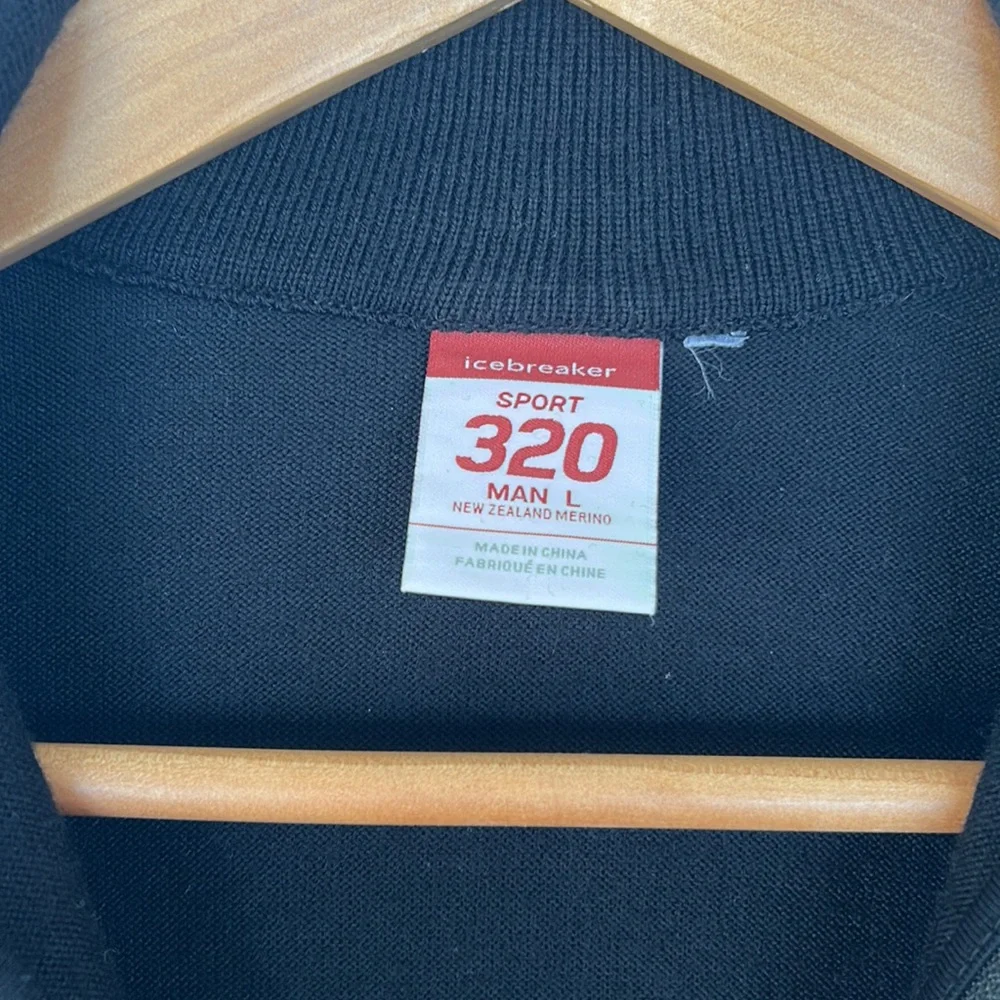 icebreaker
SPORT
320
MAN L
NEW ZEALAND MERINO
MADE IN CHINA
FABRIQUÉ EN CHINE